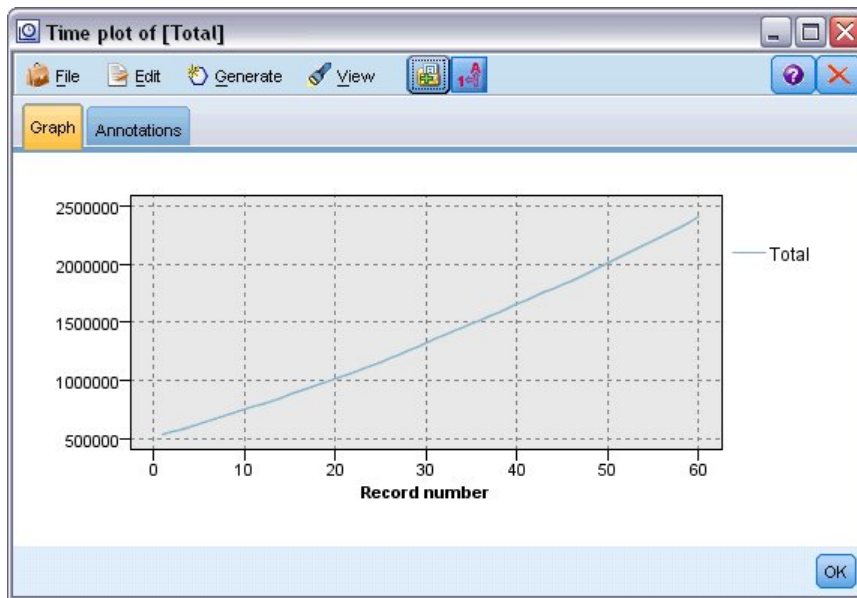 Time plot of [Total]
File Edit Generate View
Graph Annotations
2500000
2000000
1500000
1000000
500000
Total
0 10 20 30 40 50 60
Record number
OK